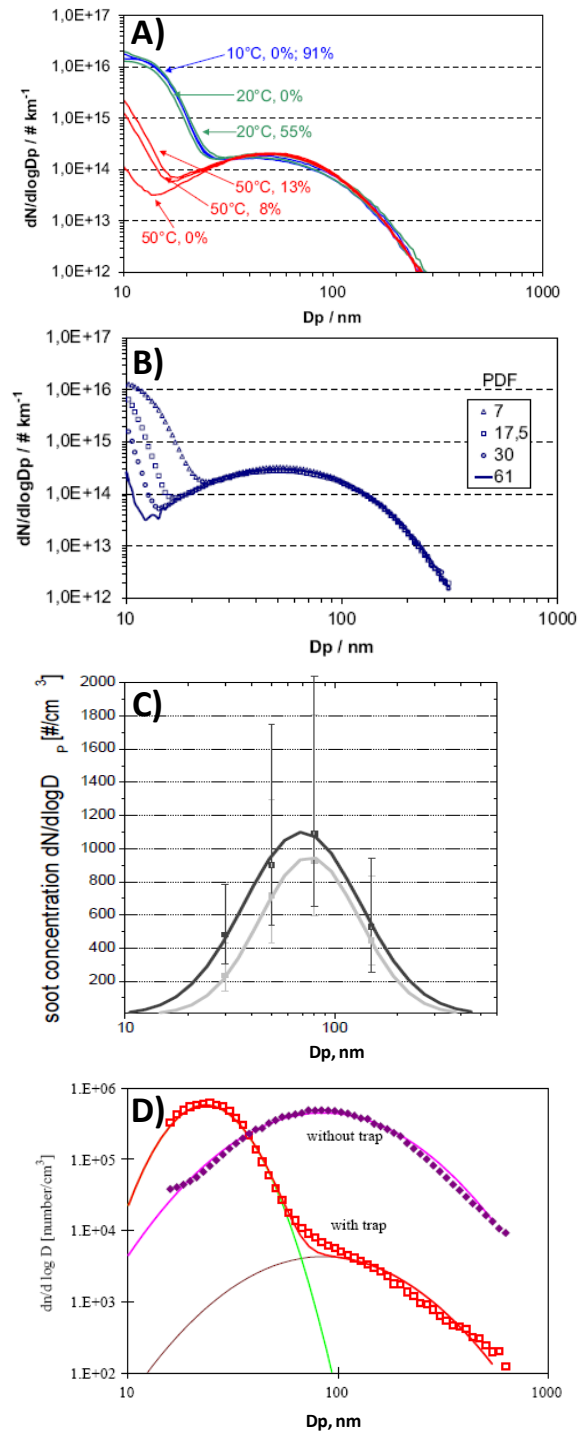 A)
1,0E+17
1,0E+16
1,0E+15
1,0E+14
1,0E+13
1,0E+12
dN/dlogDp / # km⁻¹
10°C, 0%; 91%
20°C, 0%
20°C, 55%
50°C, 13%
50°C, 8%
50°C, 0%
10
100
1000
Dp / nm
B)
1,0E+17
1,0E+16
1,0E+15
1,0E+14
1,0E+13
1,0E+12
dN/dlogDp / # km⁻¹
PDF
7
17,5
30
61
10
100
1000
Dp / nm
C)
soot concentration dN/dlogD P [#/cm ³]
2000
1800
1600
1400
1200
1000
800
600
400
200
10
100
Dp, nm
D)
1.E+06
1.E+05
1.E+04
1.E+03
1.E+02
dn/d log D [number/cm³]
without trap
with trap
10
100
1000
Dp, nm